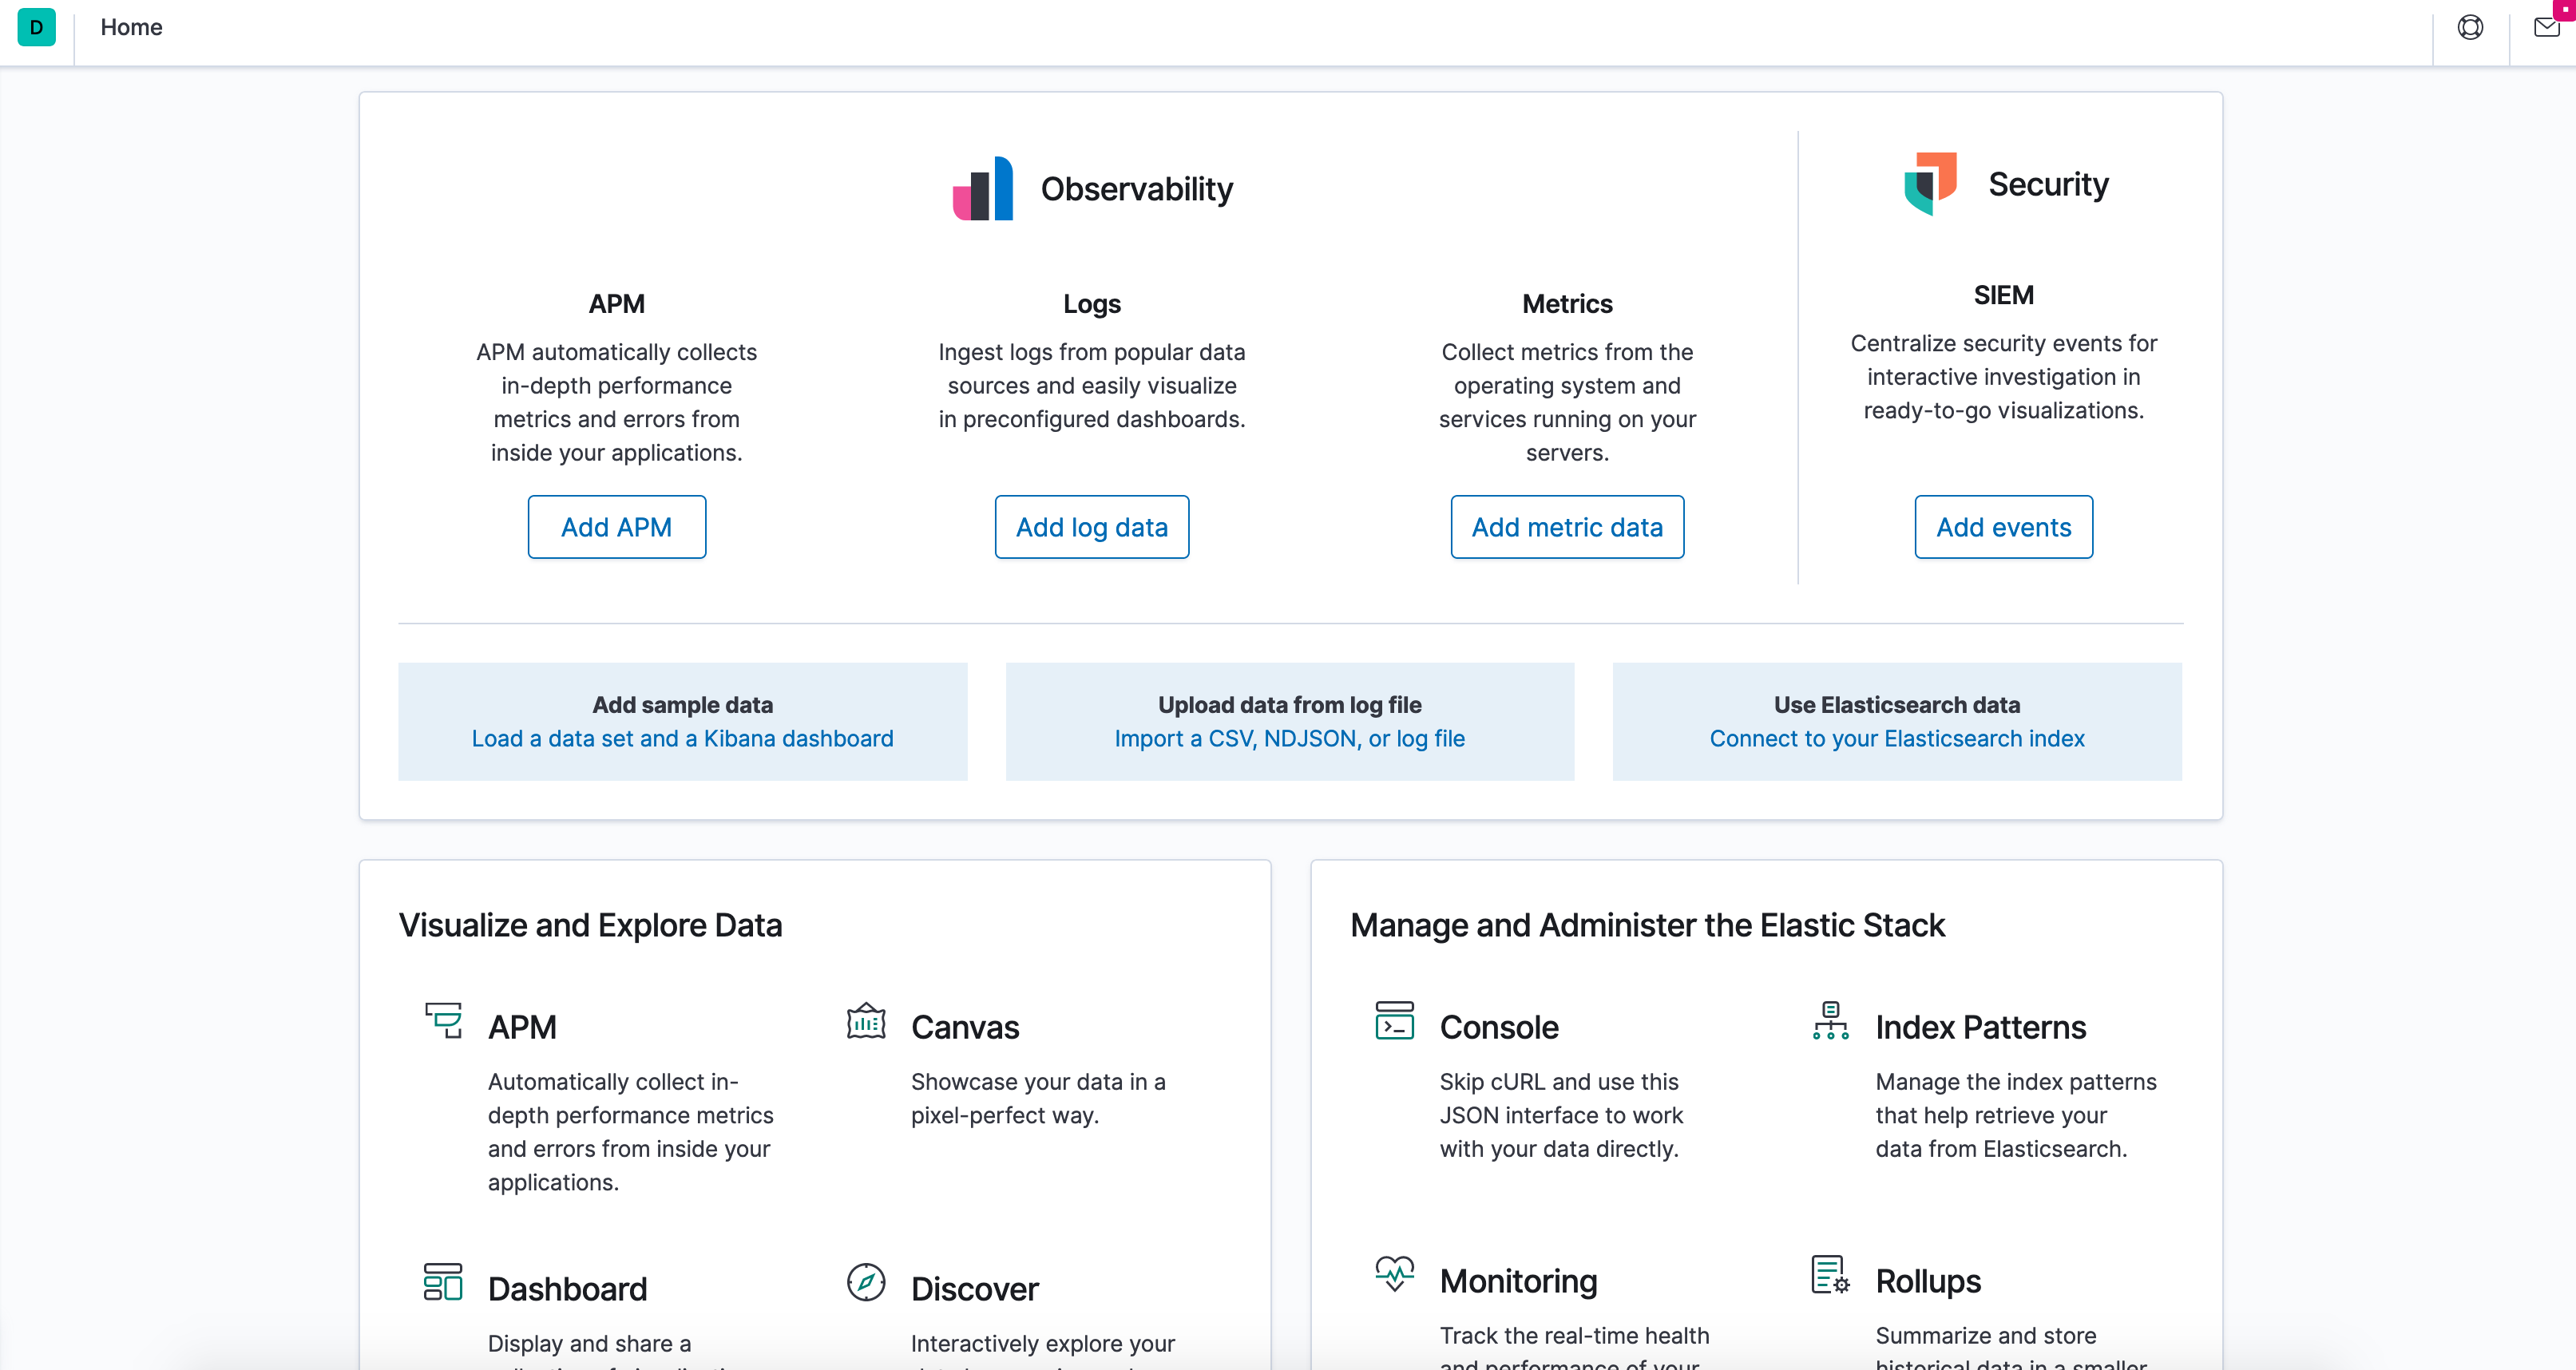 D
Home
Observability
Security
APM
APM automatically collects
in-depth performance
metrics and errors from
inside your applications.
Add APM
Logs
Ingest logs from popular data
sources and easily visualize
in preconfigured dashboards.
Add log data
Metrics
Collect metrics from the
operating system and
services running on your
servers.
Add metric data
SIEM
Centralize security events for
interactive investigation in
ready-to-go visualizations.
Add events
Add sample data
Load a data set and a Kibana dashboard
Upload data from log file
Import a CSV, NDJSON, or log file
Use Elasticsearch data
Connect to your Elasticsearch index
Visualize and Explore Data
APM
Automatically collect in-
depth performance metrics
and errors from inside your
applications.
Canvas
Showcase your data in a
pixel-perfect way.
Dashboard
Display and share a
Discover
Interactively explore your
Manage and Administer the Elastic Stack
Console
Skip cURL and use this
JSON interface to work
with your data directly.
Index Patterns
Manage the index patterns
that help retrieve your
data from Elasticsearch.
Monitoring
Track the real-time health
and performance of your
Rollups
Summarize and store
historical data in a smaller